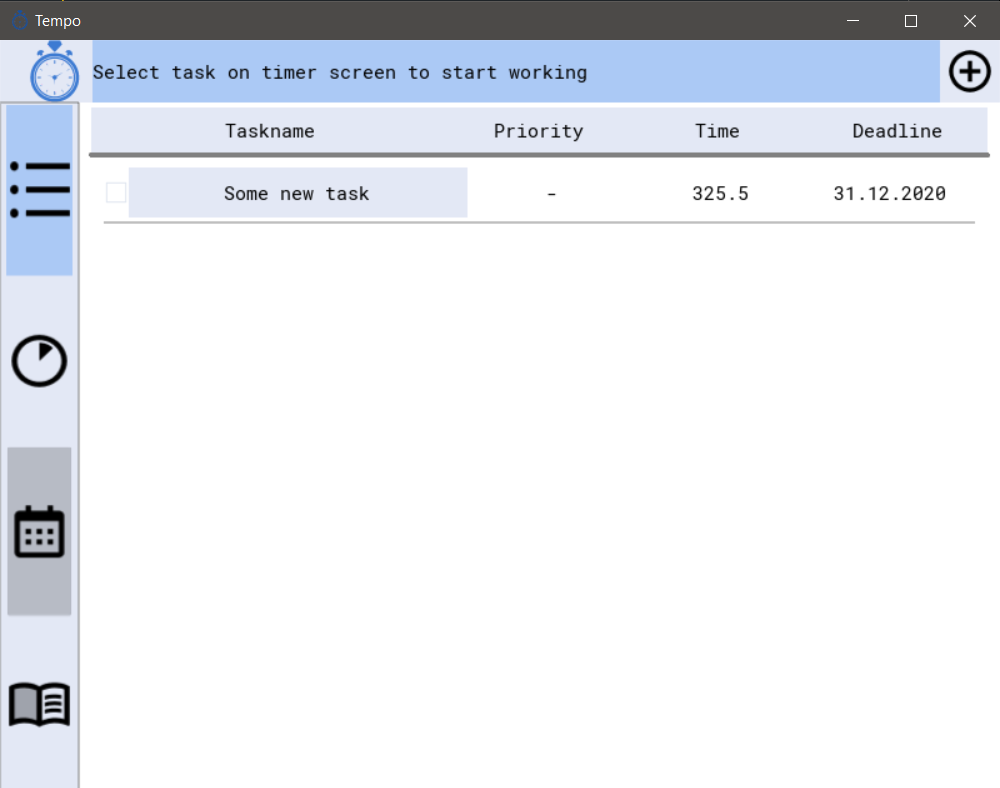 Tempo
Select task on timer screen to start working
Taskname Priority Time Deadline
Some new task - 325.5 31.12.2020